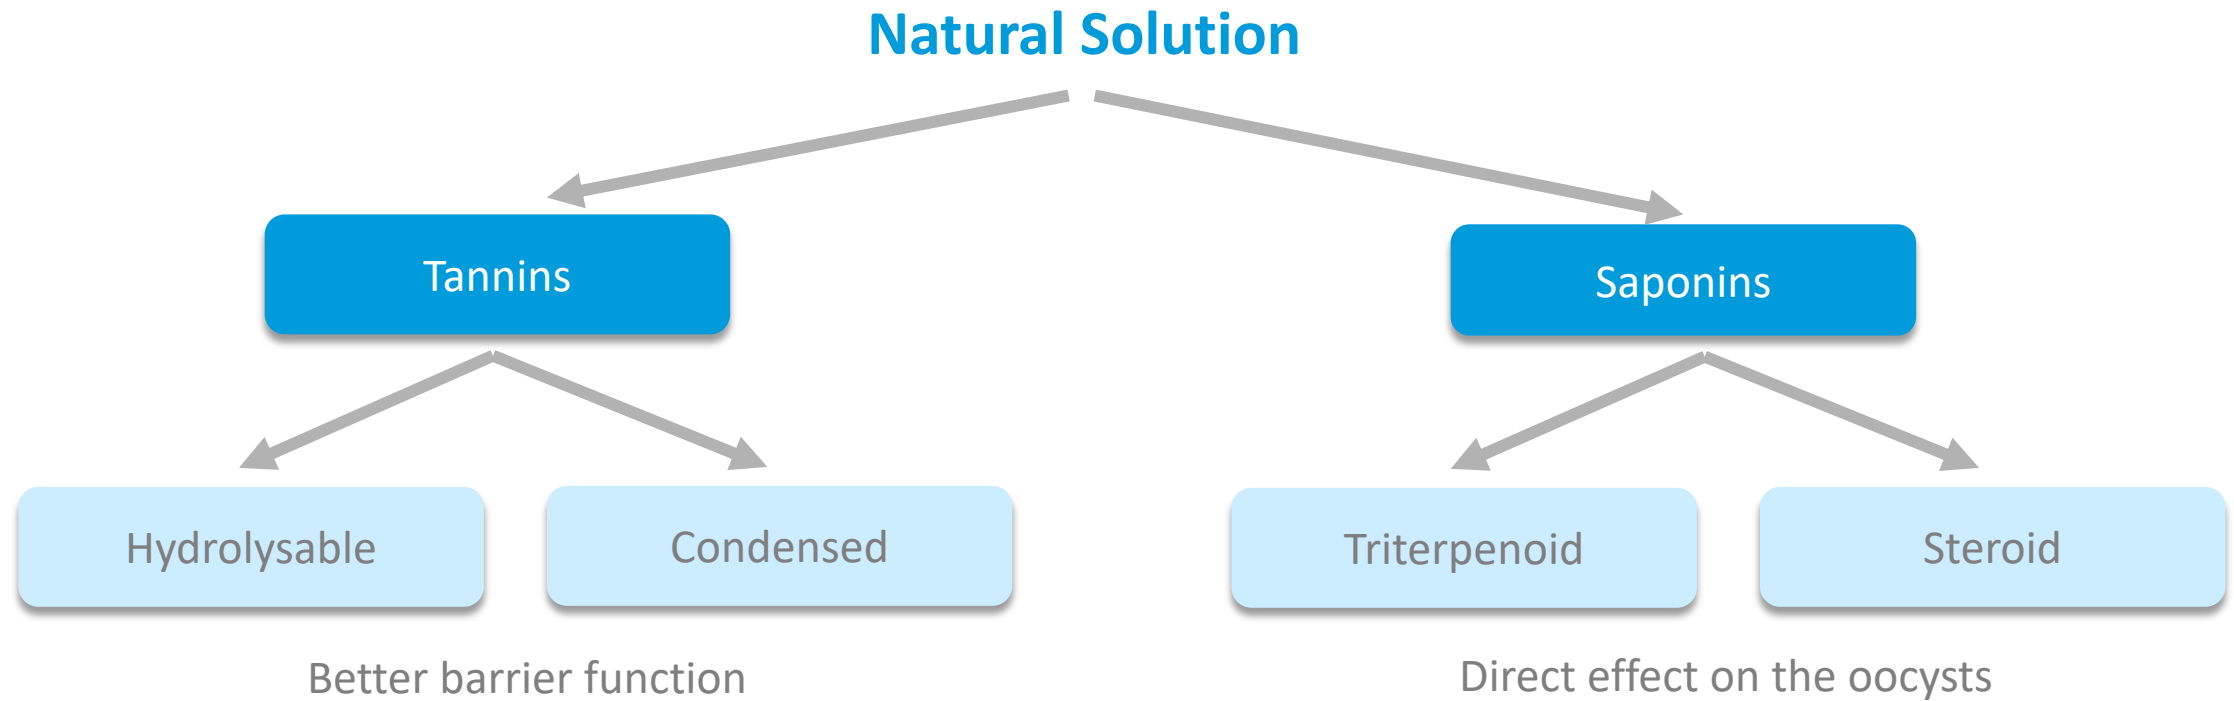 Natural Solution
Tannins
Saponins
Hydrolysable
Condensed
Triterpenoid
Steroid
Better barrier function
Direct effect on the oocysts